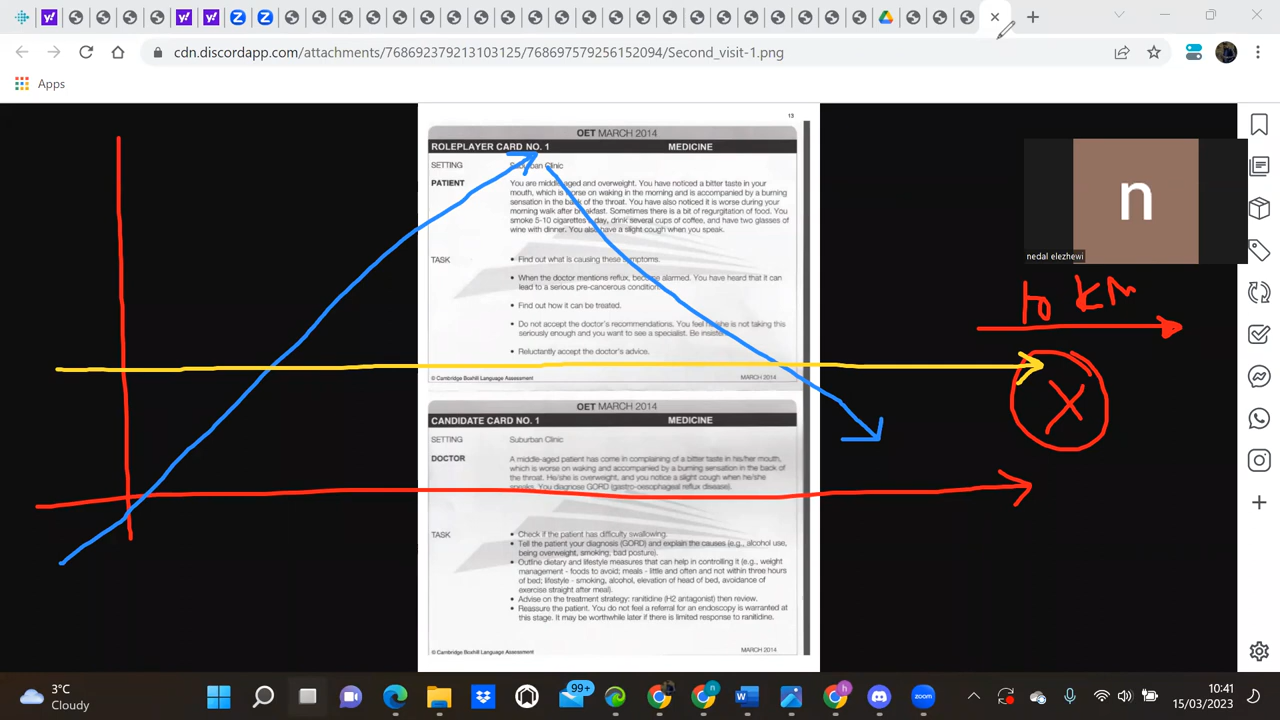 cdn.discordapp.com/attachments/768692379213103125/768697579256152094/Second_visit-1.png
Apps
13
OET MARCH 2014
ROLEPLAYER CARD NO. 1 MEDICINE
SETTING Suburban Clinic
PATIENT You are middle-aged and overweight. You have noticed a bitter taste in your
mouth, which is worse on waking in the morning and is accompanied by a burning
sensation in the back of the throat. You have also noticed it is worse during your
morning walk after breakfast. Sometimes there is a bit of regurgitation of food. You
smoke 5-10 cigarettes a day, drink several cups of coffee, and have two glasses of
wine with dinner. You also have a slight cough when you speak.
TASK • Find out what is causing these symptoms.
• When the doctor mentions reflux, become alarmed. You have heard that it can
lead to a serious pre-cancerous condition.
• Find out how it can be treated.
• Do not accept the doctor's recommendations. You feel he/she is not taking this
seriously enough and you want to see a specialist. Be insistent.
• Reluctantly accept the doctor's advice.
© Cambridge Boxhill Language Assessment MARCH 2014
OET MARCH 2014
CANDIDATE CARD NO. 1 MEDICINE
SETTING Suburban Clinic
DOCTOR A middle-aged patient has come in complaining of a bitter taste in his/her mouth,
which is worse on waking and accompanied by a burning sensation in the back of
the throat. He/she is overweight, and you notice a slight cough when he/she
speaks. You diagnose GORD (gastro-oesophageal reflux disease).
TASK • Check if the patient has difficulty swallowing.
• Tell the patient your diagnosis (GORD) and explain the causes (e.g., alcohol use,
being overweight, smoking, bad posture).
• Outline dietary and lifestyle measures that can help in controlling it (e.g., weight
management - foods to avoid; meals - little and often and not within three hours
of bed; lifestyle - smoking, alcohol, elevation of head of bed, avoidance of
exercise straight after meal).
• Advise on the treatment strategy: ranitidine (H2 antagonist) then review.
• Reassure the patient. You do not feel a referral for an endoscopy is warranted at
this stage. It may be worthwhile later if there is limited response to ranitidine.
© Cambridge Boxhill Language Assessment MARCH 2014
n
nedal elezhewi
10 KM
X
3°C
Cloudy
99+
zoom
10:41
15/03/2023